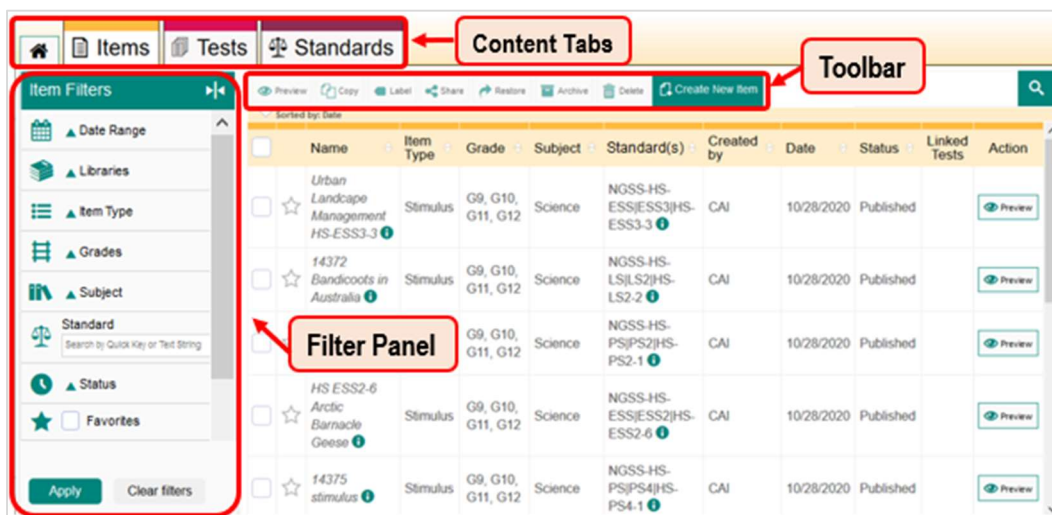 Items Tests Standards
Content Tabs
Toolbar
Item Filters
Preview Copy Label Share Restore Archive Delete Create New Item
Sorted by: Date
Date Range
Libraries
Item Type
Grades
Subject
Standard
Search by Quick Key or Text String
Status
Favorites
Apply Clear filters
Filter Panel
Name Item Type Grade Subject Standard(s) Created by Date Status Linked Tests Action
Urban
Landcape
Management
HS-ESS3-3
Stimulus
G9, G10,
G11, G12
Science
NGSS-HS-
ESS|ESS3|HS-
ESS3-3
CAI
10/28/2020
Published
Preview
14372
Bandicoots in
Australia
Stimulus
G9, G10,
G11, G12
Science
NGSS-HS-
LS|LS2|HS-
LS2-2
CAI
10/28/2020
Published
Preview
G9, G10,
G11, G12
Science
NGSS-HS-
PS|PS2|HS-
PS2-1
CAI
10/28/2020
Published
Preview
HS ESS2-6
Arctic
Barnacle
Geese
Stimulus
G9, G10,
G11, G12
Science
NGSS-HS-
ESS|ESS2|HS-
ESS2-6
CAI
10/28/2020
Published
Preview
14375
stimulus
Stimulus
G9, G10,
G11, G12
Science
NGSS-HS-
PS|PS4|HS-
PS4-1
CAI
10/28/2020
Published
Preview